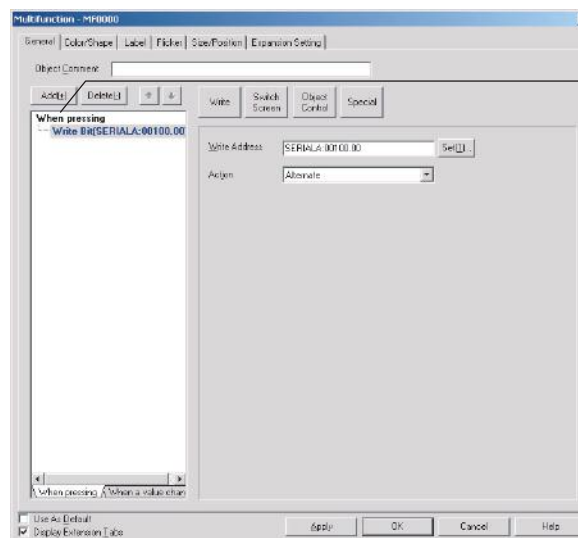 Multifunction - MF0000
General Color/Shape Label Flicker Size/Position Expansion Setting
Object Comment
Add[+] Delete[-]
Write Switch Screen Object Control Special
When pressing
Write Bit(SERIALA:00100.00
Write Address SERIALA:00100.00 Set[T]...
Action Alternate
When pressing When a value chan
Use As Default
Display Extension Tabs
Apply OK Cancel Help